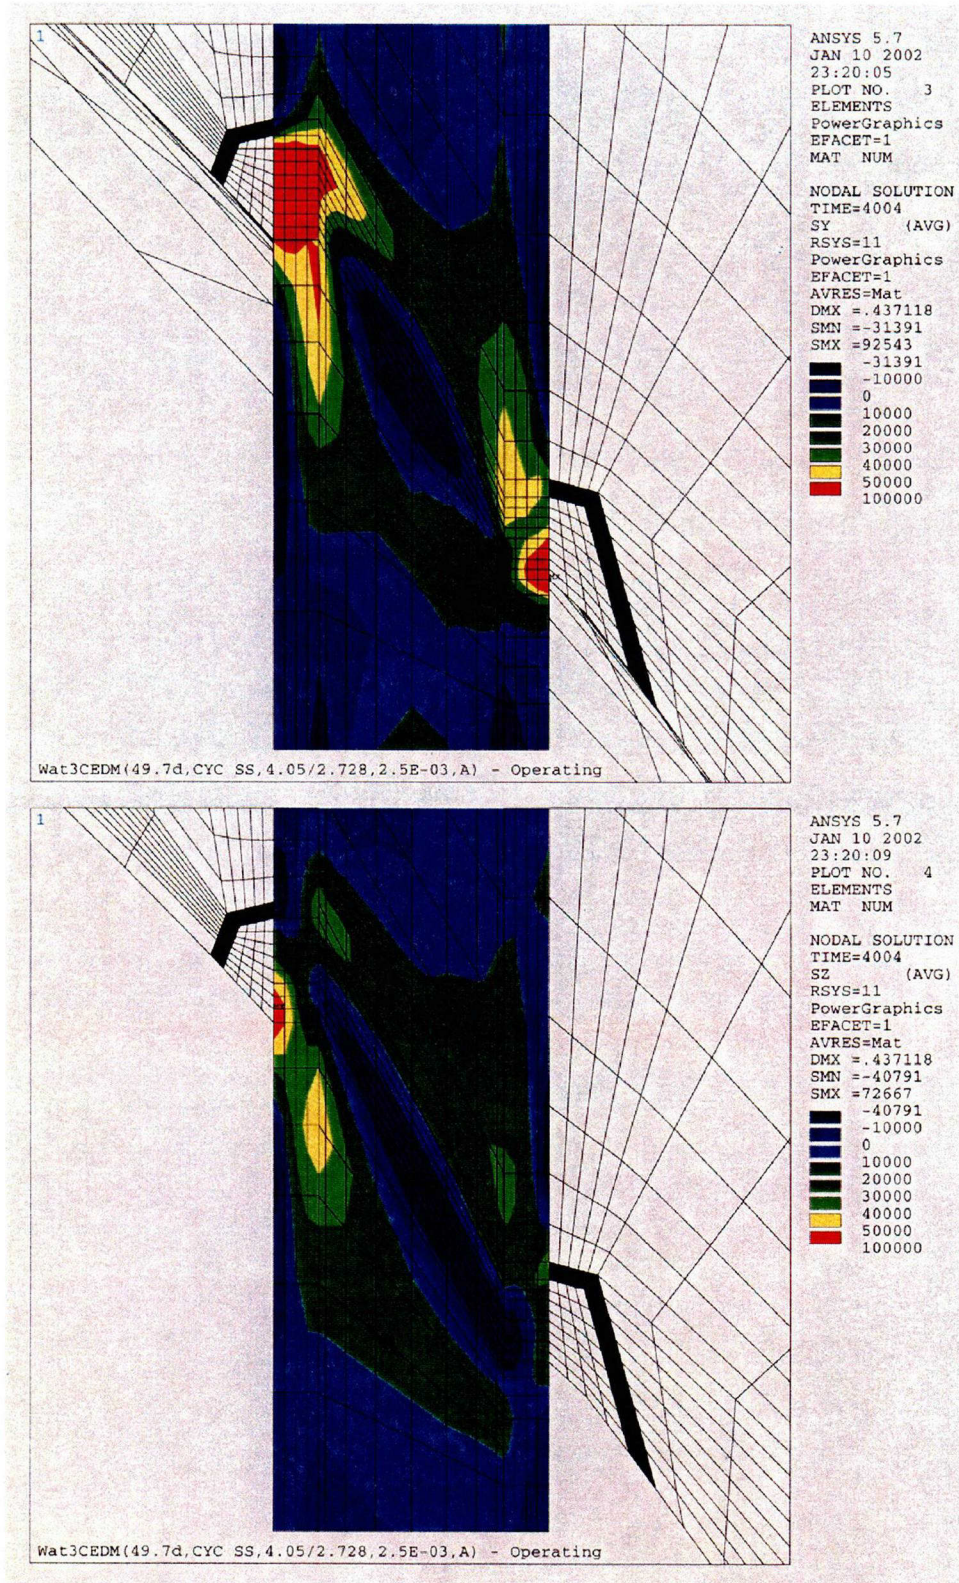 1
ANSYS 5.7
JAN 10 2002
23:20:05
PLOT NO. 3
ELEMENTS
PowerGraphics
EFACET=1
MAT NUM
NODAL SOLUTION
TIME=4004
SY (AVG)
RSYS=11
PowerGraphics
EFACET=1
AVRES=Mat
DMX =.437118
SMN =-31391
SMX =92543
-31391
-10000
0
10000
20000
30000
40000
50000
100000
Wat3CEDM(49.7d,CYC SS,4.05/2.728,2.5E-03,A) - Operating
1
ANSYS 5.7
JAN 10 2002
23:20:09
PLOT NO. 4
ELEMENTS
MAT NUM
NODAL SOLUTION
TIME=4004
SZ (AVG)
RSYS=11
PowerGraphics
EFACET=1
AVRES=Mat
DMX =.437118
SMN =-40791
SMX =72667
-40791
-10000
0
10000
20000
30000
40000
50000
100000
Wat3CEDM(49.7d,CYC SS,4.05/2.728,2.5E-03,A) - Operating